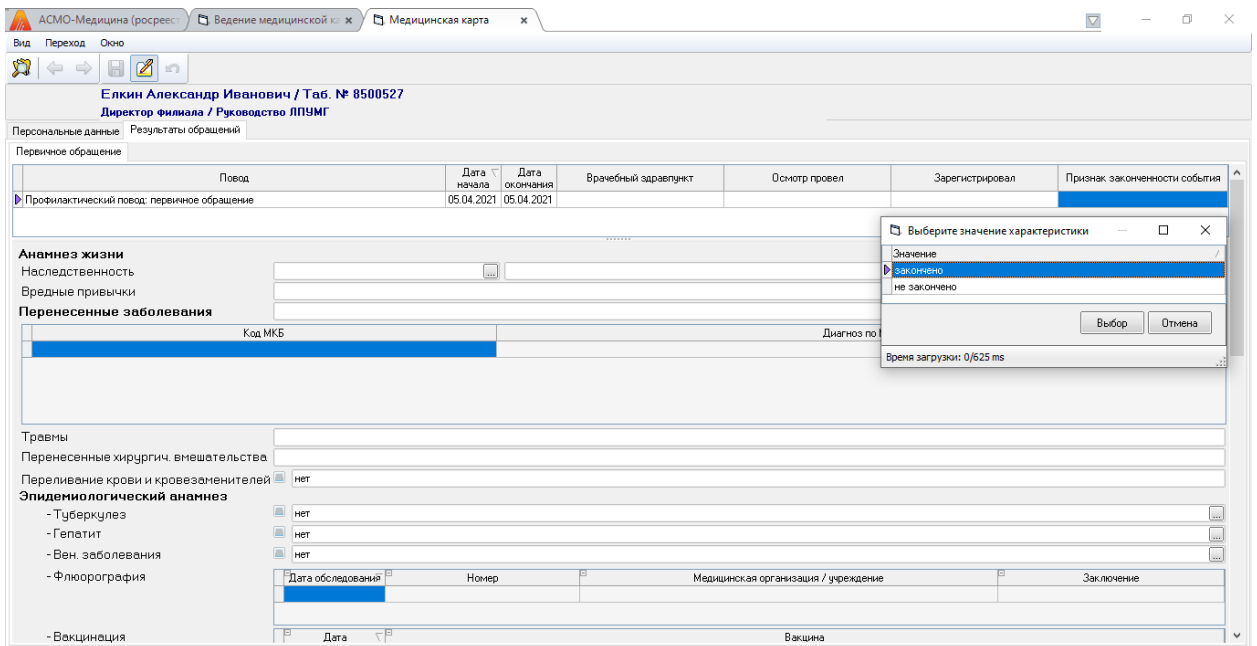 АСМО-Медицина (росреест
Ведение медицинской ка
Медицинская карта
Вид Переход Окно
Елкин Александр Иванович / Таб. № 8500527
Директор филиала / Руководство ЛПУМГ
Персональные данные Результаты обращений
Первичное обращение
Повод Дата начала Дата окончания Врачебный здравпункт Осмотр провел Зарегистрировал Признак законченности события
Профилактический повод: первичное обращение 05.04.2021 05.04.2021
Выберите значение характеристики
Значение
закончено
не закончено
Выбор Отмена
Время загрузки: 0/625 ms
Анамнез жизни
Наследственность
Вредные привычки
Перенесенные заболевания
Код МКБ Диагноз по
Травмы
Перенесенные хирургич. вмешательства
Переливание крови и кровезаменителей нет
Эпидемиологический анамнез
- Туберкулез нет
- Гепатит нет
- Вен. заболевания нет
- Флюорография Дата обследования Номер Медицинская организация / учреждение Заключение
- Вакцинация Дата Вакцина